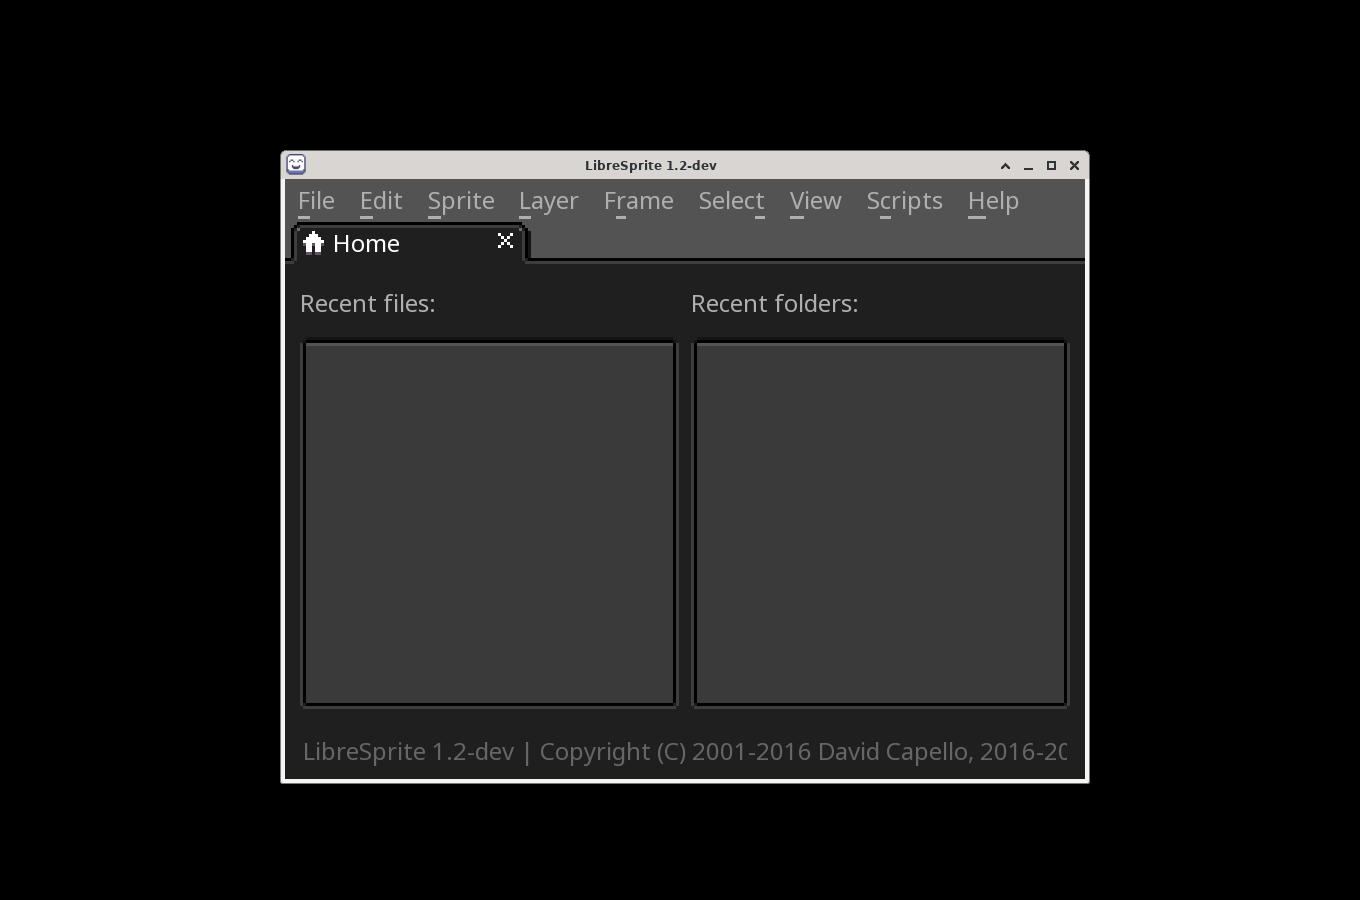 LibreSprite 1.2-dev
File Edit Sprite Layer Frame Select View Scripts Help
Home
Recent files: Recent folders:
LibreSprite 1.2-dev | Copyright (C) 2001-2016 David Capello, 2016-20